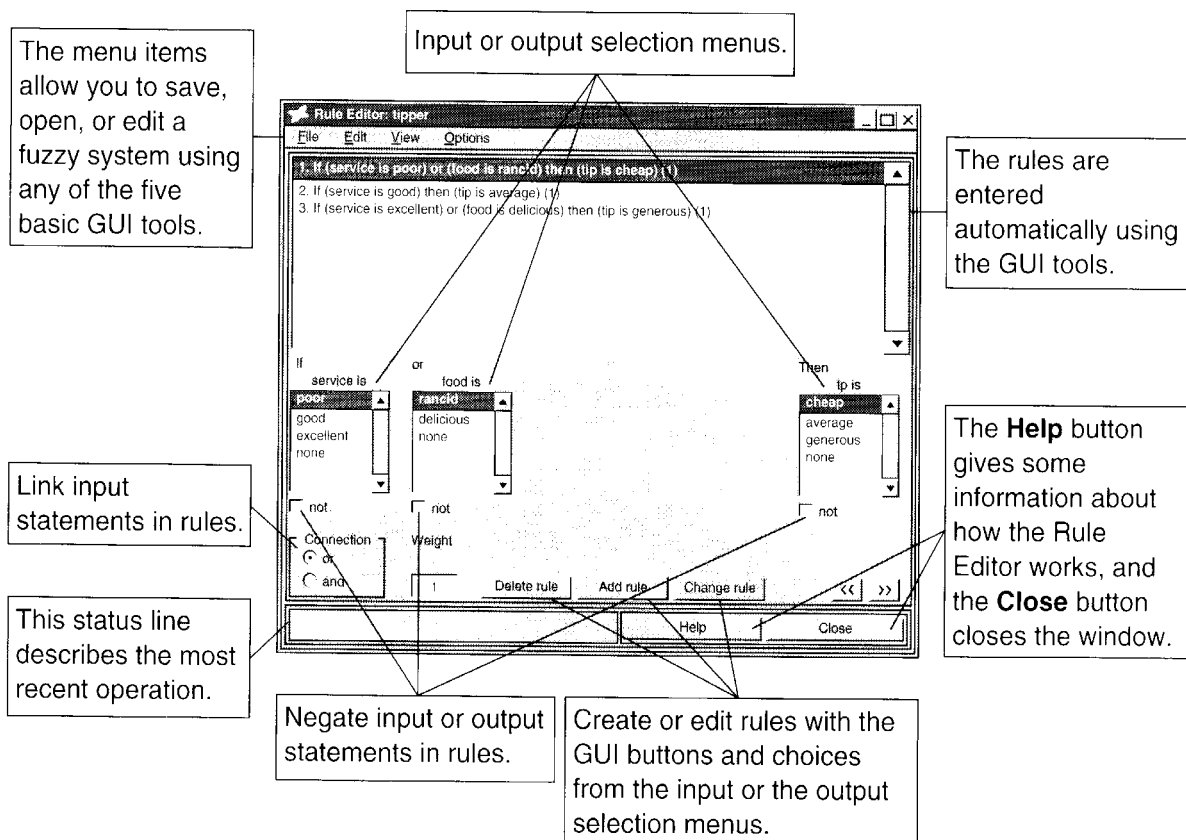 Input or output selection menus.
The menu items
allow you to save,
open, or edit a
fuzzy system using
any of the five
basic GUI tools.
Rule Editor: tipper
File Edit View Options
1. If (service is poor) or (food is rancid) then (tip is cheap) (1)
2. If (service is good) then (tip is average) (1)
3. If (service is excellent) or (food is delicious) then (tip is generous) (1)
The rules are
entered
automatically using
the GUI tools.
If or Then
service is food is tip is
poor rancid cheap
good delicious average
excellent none generous
none none
not not not
Connection Weight
or
and 1 Delete rule Add rule Change rule << >>
Help Close
Link input
statements in rules.
This status line
describes the most
recent operation.
The Help button
gives some
information about
how the Rule
Editor works, and
the Close button
closes the window.
Negate input or output
statements in rules.
Create or edit rules with the
GUI buttons and choices
from the input or the output
selection menus.